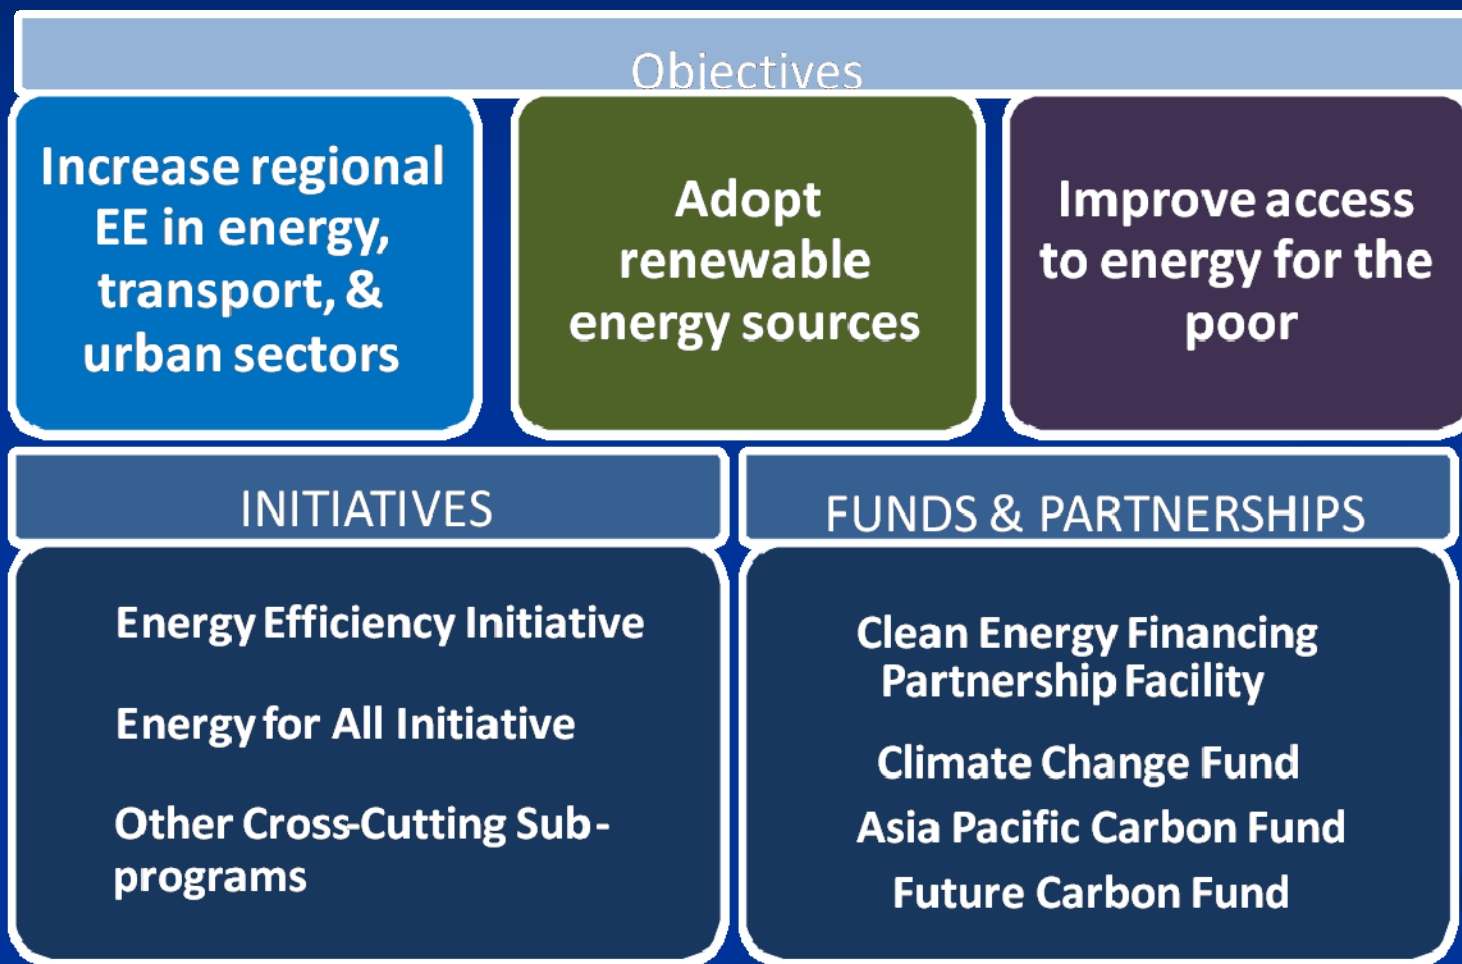 Objectives
Increase regional
EE in energy,
transport, &
urban sectors
Adopt
renewable
energy sources
Improve access
to energy for the
poor
INITIATIVES
Energy Efficiency Initiative
Energy for All Initiative
Other Cross-Cutting Sub-
programs
FUNDS & PARTNERSHIPS
Clean Energy Financing
Partnership Facility
Climate Change Fund
Asia Pacific Carbon Fund
Future Carbon Fund